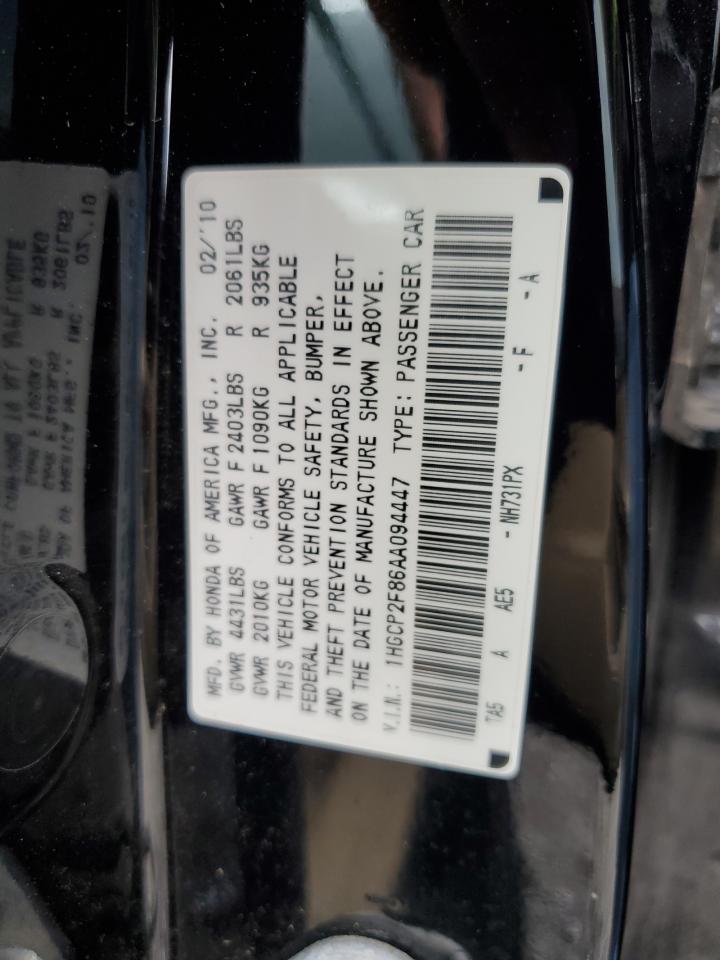 MFD. BY HONDA OF AMERICA MFG., INC. 02/'10
GVWR 4431LBS GAWR F 2403LBS R 2061LBS
GVWR 2010KG GAWR F 1090KG R 935KG
THIS VEHICLE CONFORMS TO ALL APPLICABLE
FEDERAL MOTOR VEHICLE SAFETY, BUMPER,
AND THEFT PREVENTION STANDARDS IN EFFECT
ON THE DATE OF MANUFACTURE SHOWN ABOVE.
V.I.N.: 1HGCP2F86AA094447 TYPE: PASSENGER CAR
TA5 A AE5 - NH731PX - F - A